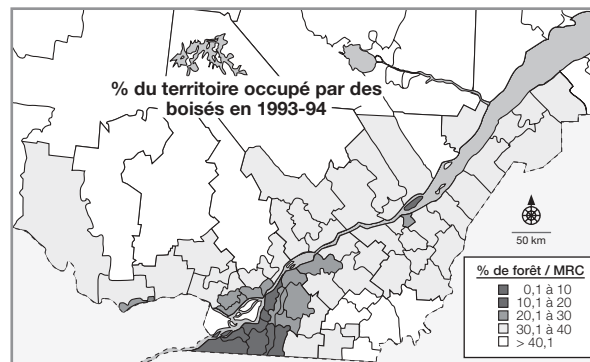 % du territoire occupé par des
boisés en 1993-94
50 km
% de forêt / MRC
0,1 à 10
10,1 à 20
20,1 à 30
30,1 à 40
> 40,1